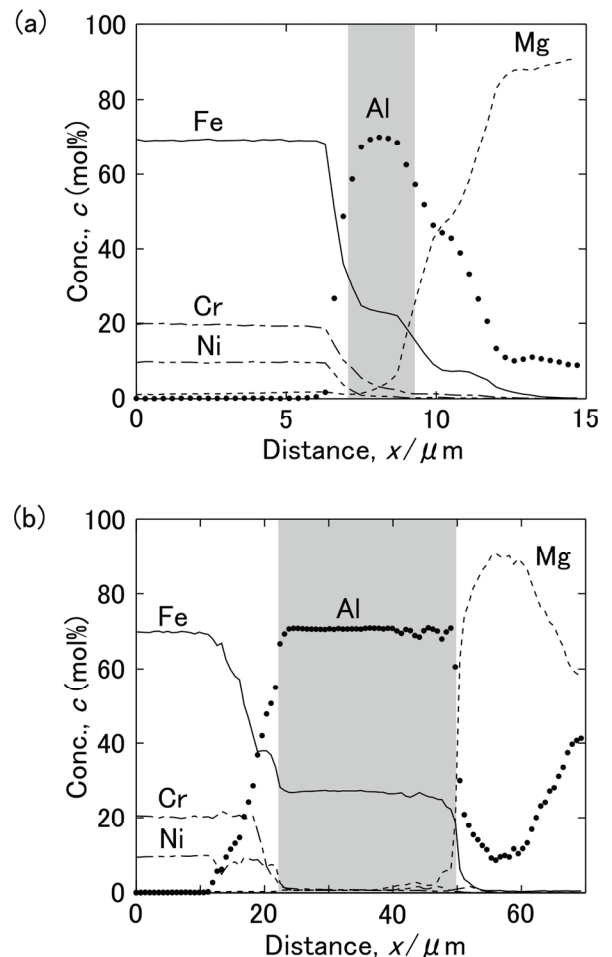 (a)
100
80
60
40
20
0
Conc., c (mol%)
Fe
Al
Mg
Cr
Ni
0 5 10 15
Distance, x/μm
(b)
100
80
60
40
20
0
Conc., c (mol%)
Fe
Al
Mg
Cr
Ni
0 20 40 60
Distance, x/μm